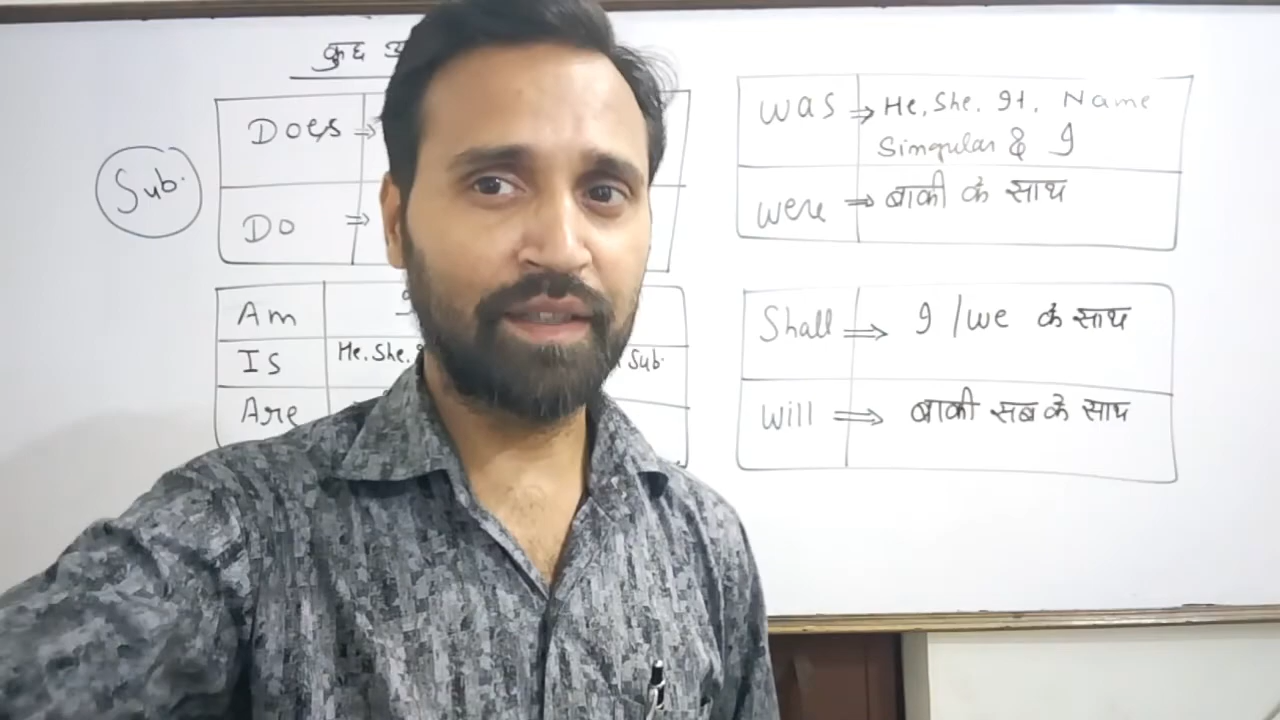 कुछ
Sub.
Does ⇒
Do ⇒
Am
Is He. She.
Sub.
Are
Was ⇒ He, She. It. Name
Singular & I
Were ⇒ बाकी के साथ
Shall ⇒ I / we के साथ
Will ⇒ बाकी सब के साथ